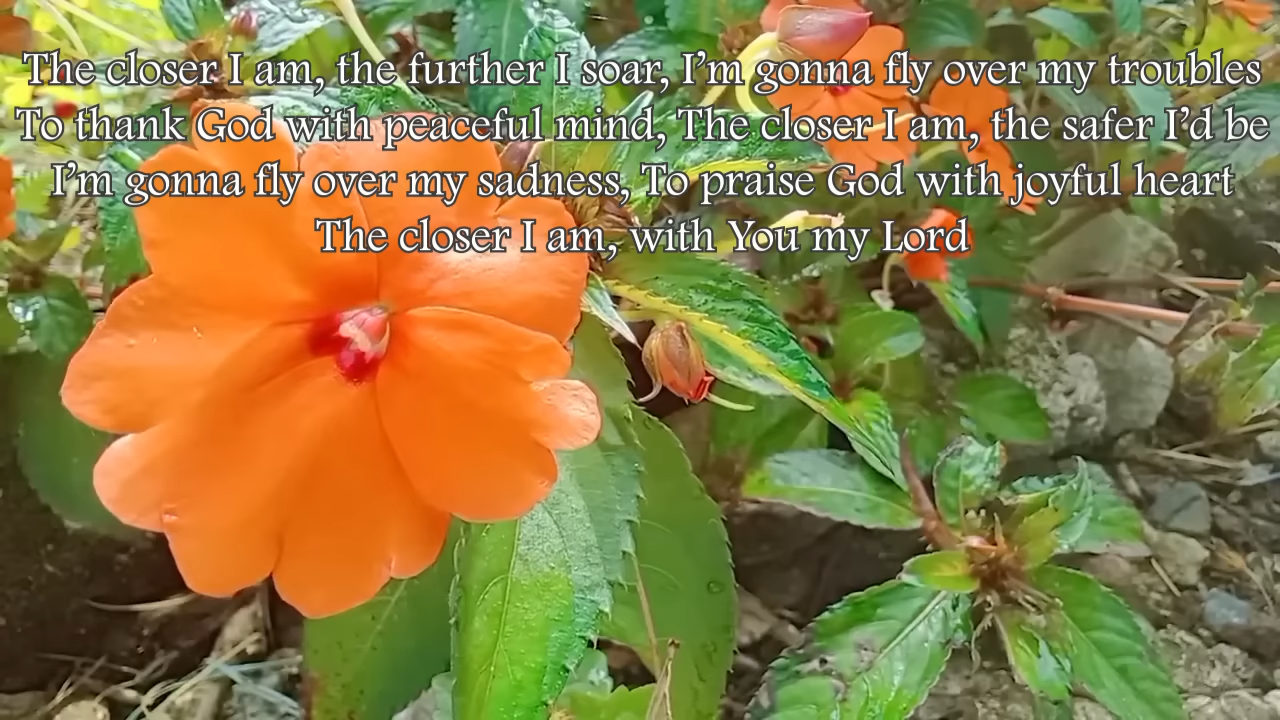 The closer I am, the further I soar, I'm gonna fly over my troubles
To thank God with peaceful mind, The closer I am, the safer I'd be
I'm gonna fly over my sadness, To praise God with joyful heart
The closer I am, with You my Lord